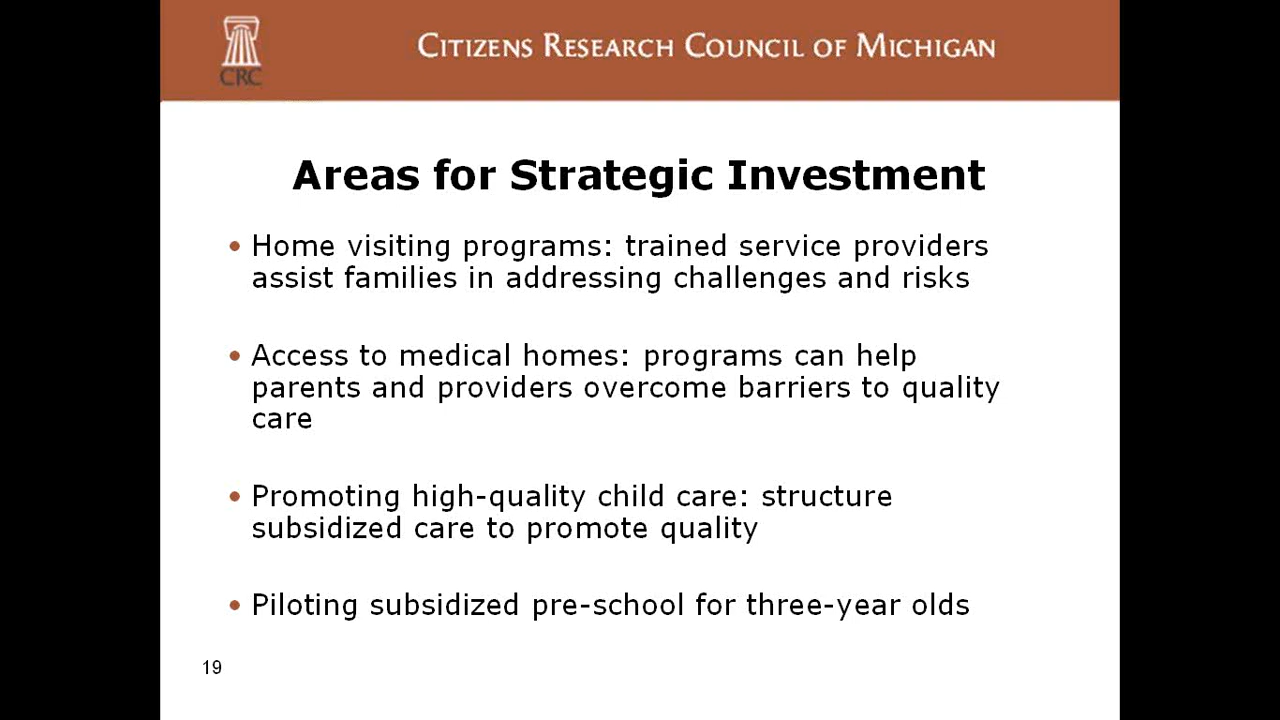 CRC
CITIZENS RESEARCH COUNCIL OF MICHIGAN
Areas for Strategic Investment
• Home visiting programs: trained service providers
assist families in addressing challenges and risks
• Access to medical homes: programs can help
parents and providers overcome barriers to quality
care
• Promoting high-quality child care: structure
subsidized care to promote quality
• Piloting subsidized pre-school for three-year olds
19